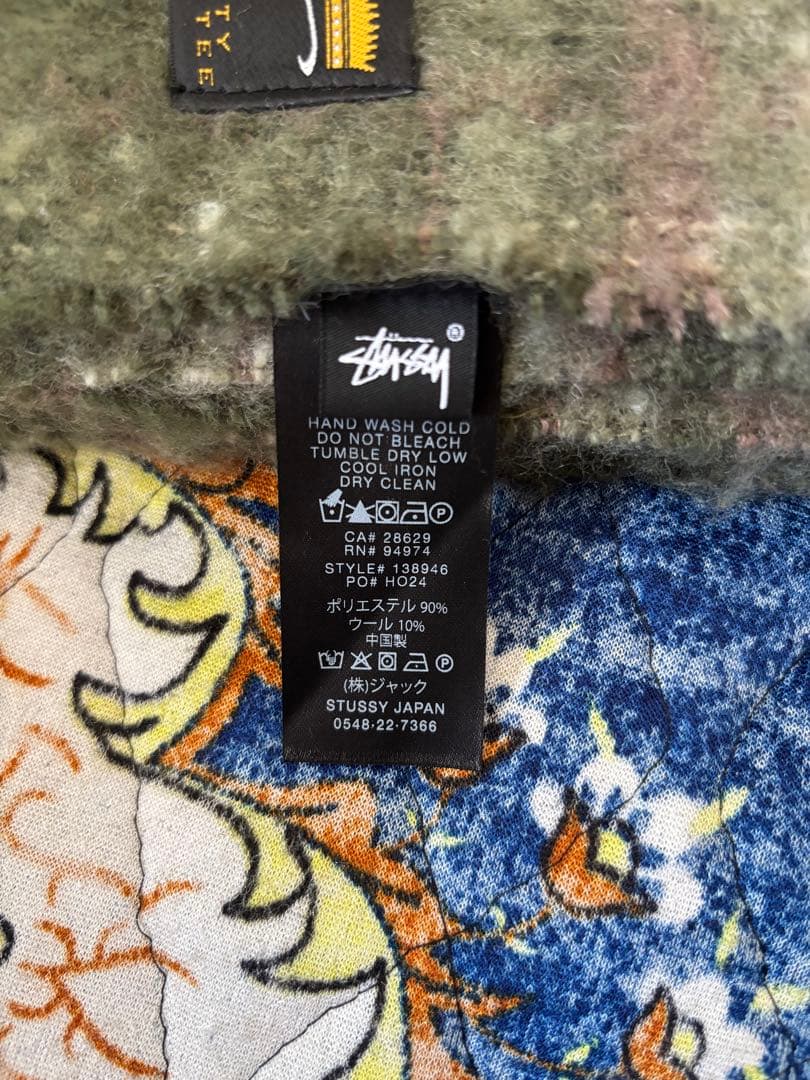 TY
TEE
STÜSSY ®
HAND WASH COLD
DO NOT BLEACH
TUMBLE DRY LOW
COOL IRON
DRY CLEAN
CA# 28629
RN# 94974
STYLE# 138946
PO# HO24
ポリエステル 90%
ウール 10%
中国製
(株)ジャック
STUSSY JAPAN
0548·22·7366